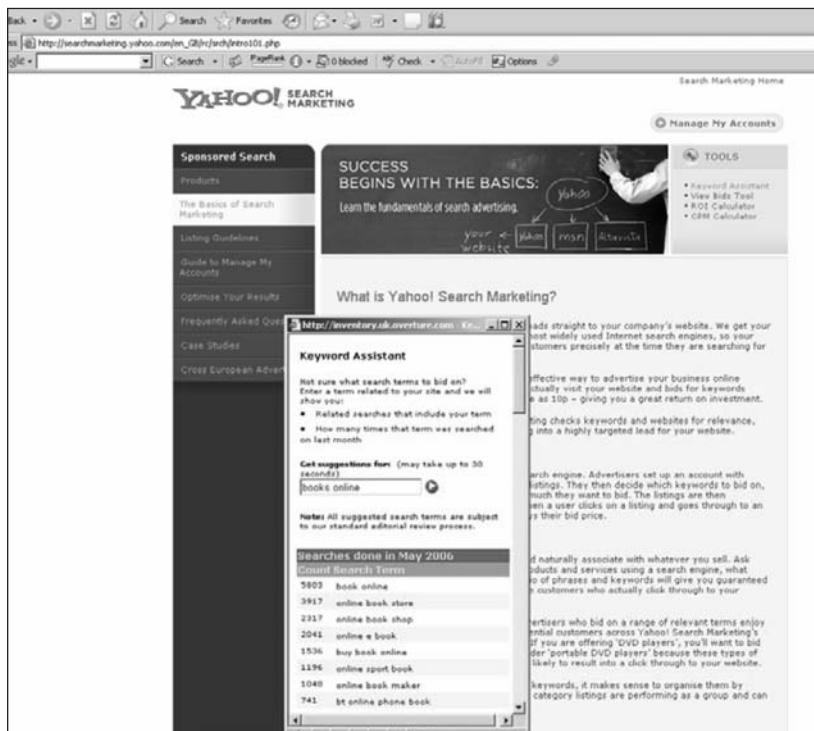 Back
Search
Favorites
http://searchmarketing.yahoo.com/en_GB/rc/srch/intro101.php
gle
Search
PageRank
0 blocked
Check
AutoFill
Options
Search Marketing Home
YAHOO! SEARCH
MARKETING
Manage My Accounts
Sponsored Search
Products
The Basics of Search
Marketing
Listing Guidelines
Guide to Manage My
Accounts
Optimise Your Results
Frequently Asked Ques
Case Studies
Cross European Advert
SUCCESS
BEGINS WITH THE BASICS:
Learn the fundamentals of search advertising.
Yahoo
your
website
Yahoo
msn
Altavista
TOOLS
• Keyword Assistant
• View Bids Tool
• ROI Calculator
• CPM Calculator
What is Yahoo! Search Marketing?
ads straight to your company's website. We get your
most widely used Internet search engines, so your
stomers precisely at the time they are searching for
effective way to advertise your business online
ctually visit your website and bids for keywords
e as 10p – giving you a great return on investment.
ting checks keywords and websites for relevance,
g into a highly targeted lead for your website.
arch engine. Advertisers set up an account with
listings. They then decide which keywords to bid on,
much they want to bid. The listings are then
en a user clicks on a listing and goes through to an
s their bid price.
d naturally associate with whatever you sell. Ask
oducts and services using a search engine, what
io of phrases and keywords will give you guaranteed
e customers who actually click through to your
vertisers who bid on a range of relevant terms enjoy
ential customers across Yahoo! Search Marketing's
If you are offering 'DVD players', you'll want to bid
der 'portable DVD players' because these types of
likely to result into a click through to your website.
keywords, it makes sense to organise them by
category listings are performing as a group and can
http://inventory.uk.overture.com - Ke...
Keyword Assistant
Not sure what search terms to bid on?
Enter a term related to your site and we will
show you:
• Related searches that include your term
• How many times that term was searched
on last month
Get suggestions for: (may take up to 30
seconds)
books online
Note: All suggested search terms are subject
to our standard editorial review process.
Searches done in May 2006
Count Search Term
5803 book online
3917 online book store
2317 online book shop
2041 online e book
1536 buy book online
1196 online sport book
1048 online book maker
741 bt online phone book